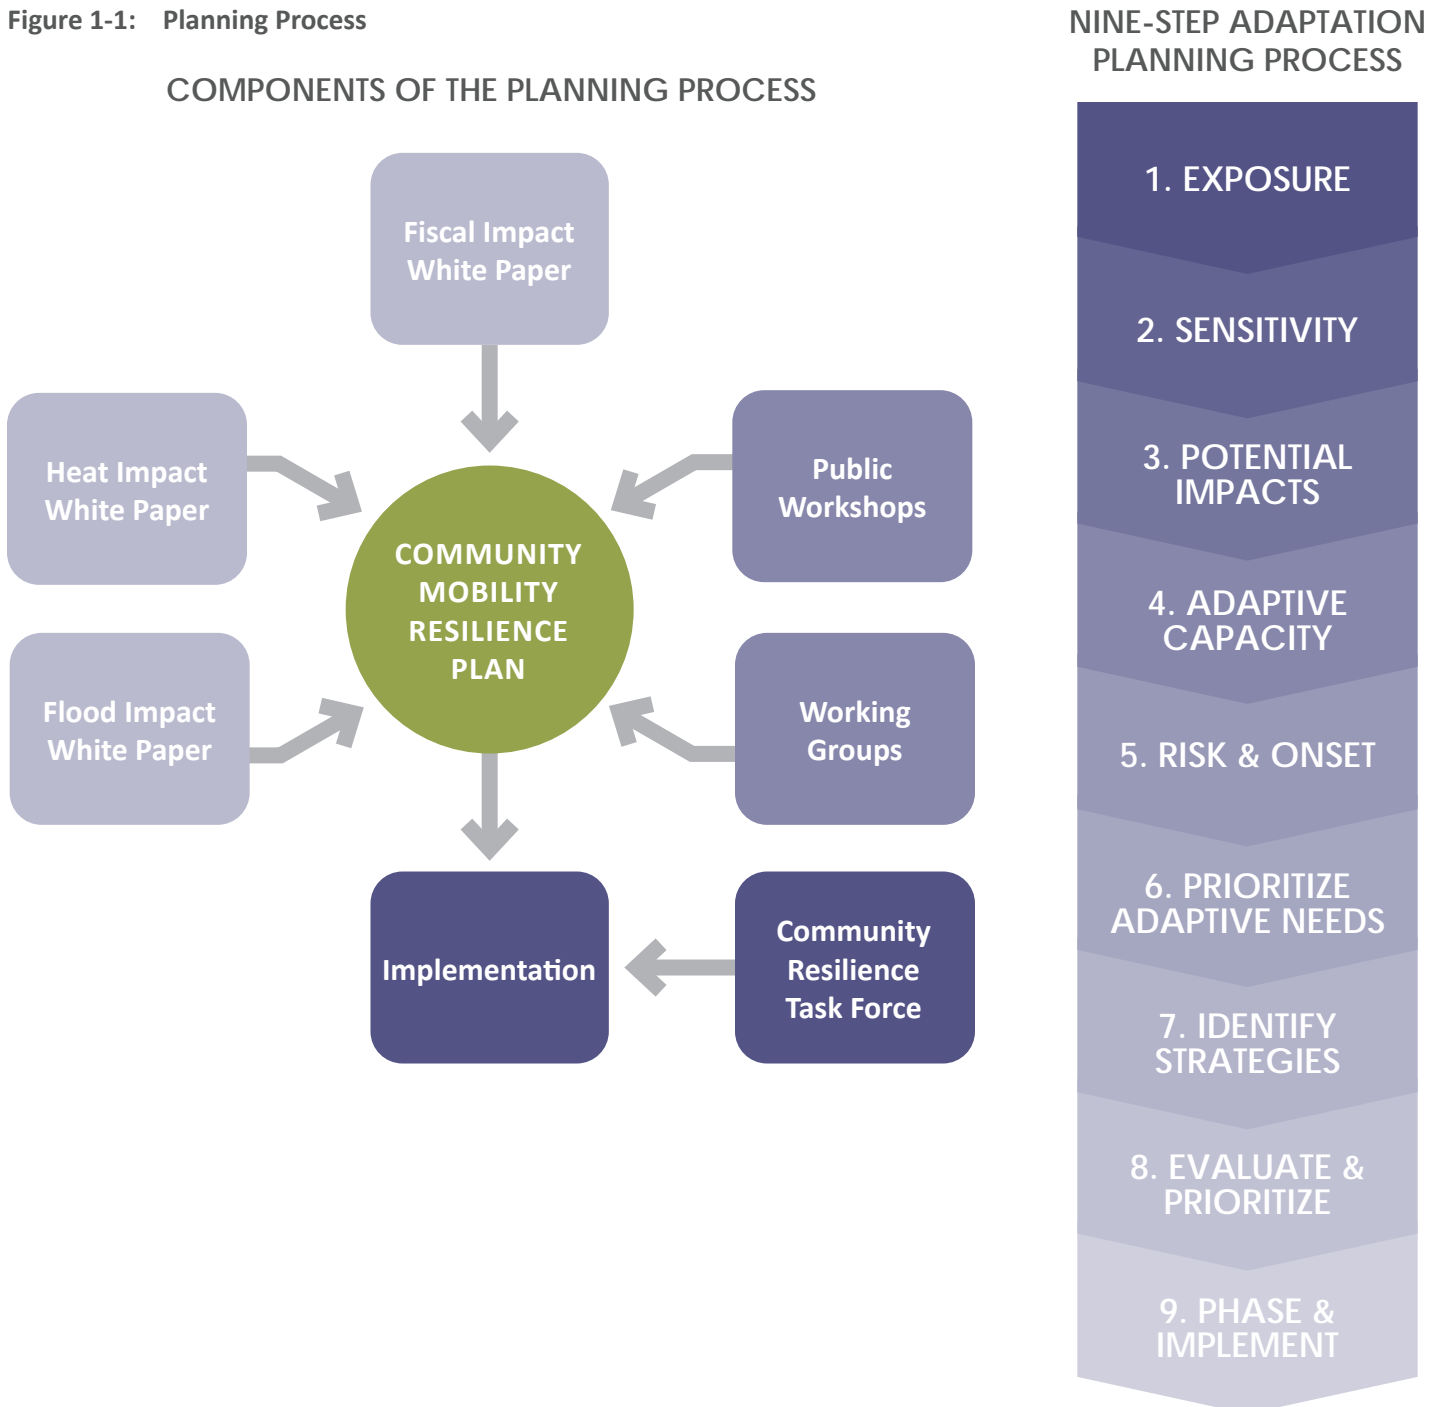 Figure 1-1: Planning Process
COMPONENTS OF THE PLANNING PROCESS
Fiscal Impact
White Paper
Heat Impact
White Paper
Public
Workshops
COMMUNITY
MOBILITY
RESILIENCE
PLAN
Flood Impact
White Paper
Working
Groups
Implementation
Community
Resilience
Task Force
NINE-STEP ADAPTATION
PLANNING PROCESS
1. EXPOSURE
2. SENSITIVITY
3. POTENTIAL
IMPACTS
4. ADAPTIVE
CAPACITY
5. RISK & ONSET
6. PRIORITIZE
ADAPTIVE NEEDS
7. IDENTIFY
STRATEGIES
8. EVALUATE &
PRIORITIZE
9. PHASE &
IMPLEMENT